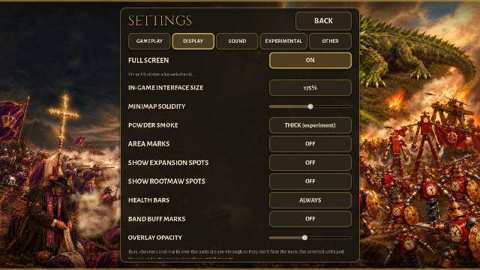 SETTINGS
BACK
GAMEPLAY DISPLAY SOUND EXPERIMENTAL OTHER
FULL SCREEN ON
IN-GAME INTERFACE SIZE 175%
MINIMAP SOLIDITY
POWDER SMOKE THICK (experiment)
AREA MARKS OFF
SHOW EXPANSION SPOTS OFF
SHOW ROOTMAW SPOTS OFF
HEALTH BARS ALWAYS
BAND BUFF MARKS OFF
OVERLAY OPACITY